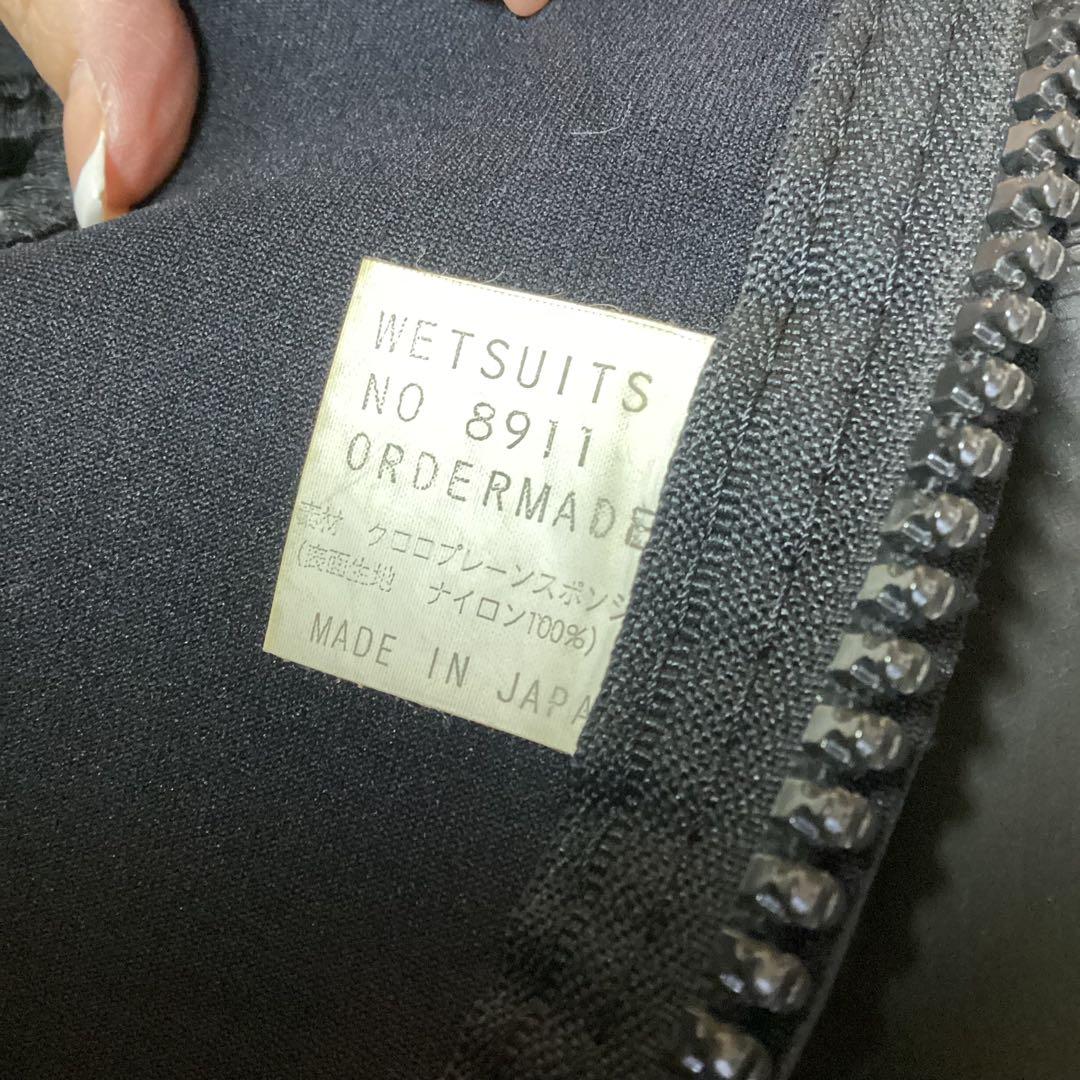 WETSUITS
NO 8911
ORDERMADE
素材 クロロプレーンスポンジ
(表面生地 ナイロン100%)
MADE IN JAPA